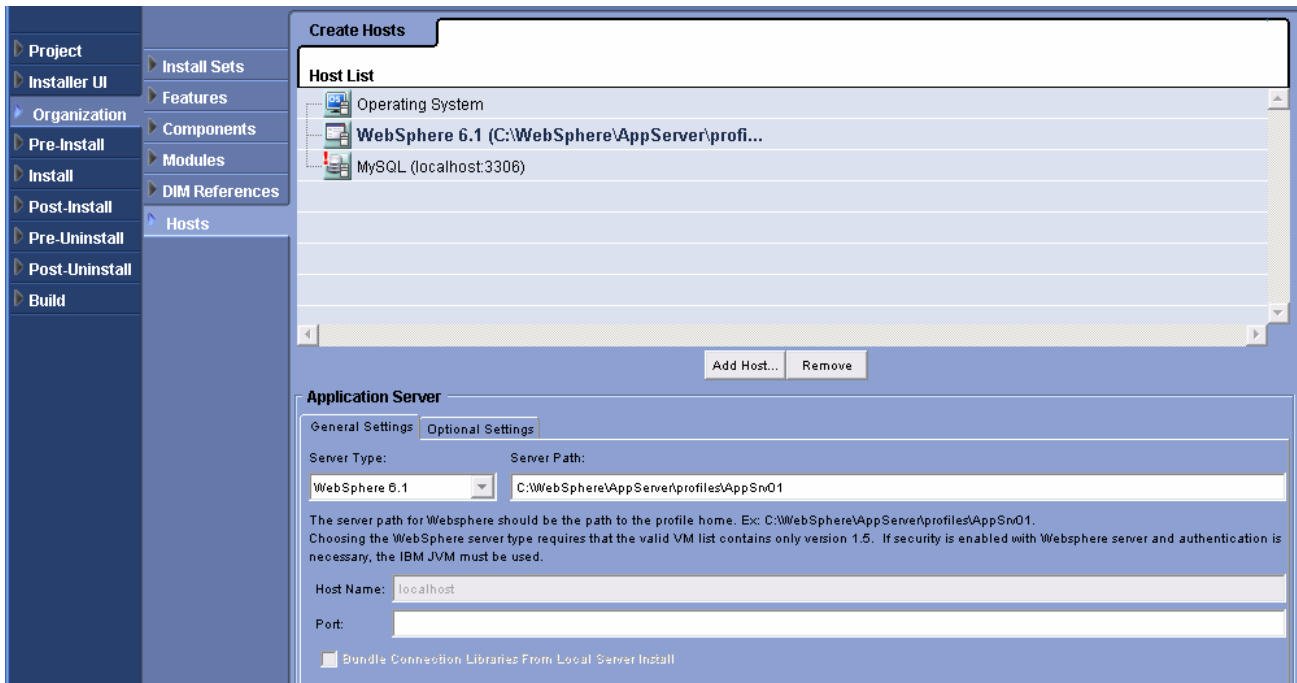 Project
Installer UI
Organization
Pre-Install
Install
Post-Install
Pre-Uninstall
Post-Uninstall
Build
Install Sets
Features
Components
Modules
DIM References
Hosts
Create Hosts
Host List
Operating System
WebSphere 6.1 (C:\WebSphere\AppServer\profi...
MySQL (localhost:3306)
Add Host...
Remove
Application Server
General Settings
Optional Settings
Server Type:
Server Path:
WebSphere 6.1
C:\WebSphere\AppServer\profiles\AppSrv01
The server path for Websphere should be the path to the profile home. Ex: C:\WebSphere\AppServer\profiles\AppSrv01.
Choosing the WebSphere server type requires that the valid VM list contains only version 1.5. If security is enabled with Websphere server and authentication is
necessary, the IBM JVM must be used.
Host Name:
localhost
Port:
Bundle Connection Libraries From Local Server Install